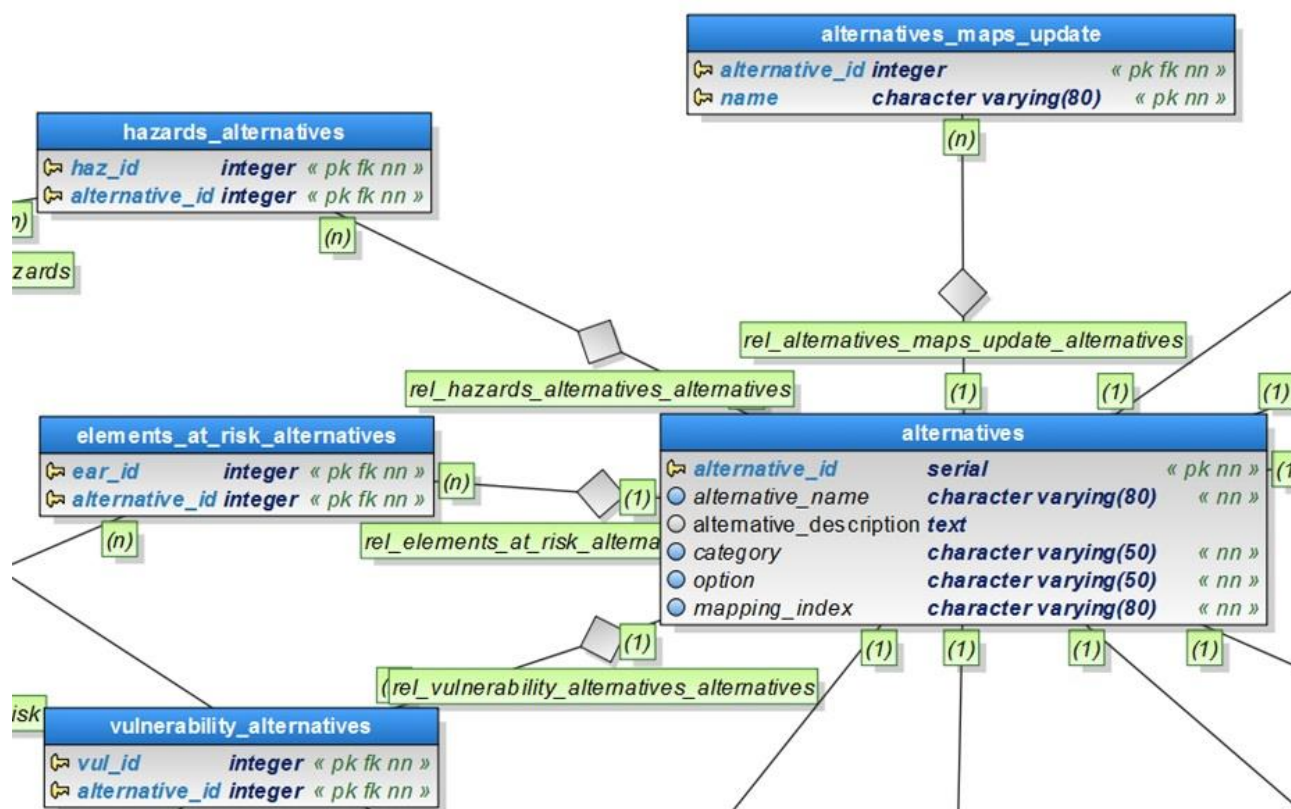 alternatives_maps_update
alternative_id integer « pk fk nn »
name character varying(80) « pk nn »
(n)
hazards_alternatives
haz_id integer « pk fk nn »
alternative_id integer « pk fk nn »
n)
(n)
zards
rel_alternatives_maps_update_alternatives
rel_hazards_alternatives_alternatives
(1)
(1)
(1)
elements_at_risk_alternatives
ear_id integer « pk fk nn »
alternative_id integer « pk fk nn »
(n)
(n)
(1)
rel_elements_at_risk_alterna
alternatives
alternative_id serial « pk nn »
alternative_name character varying(80) « nn »
alternative_description text
category character varying(50) « nn »
option character varying(50) « nn »
mapping_index character varying(80) « nn »
(1
(1)
(1)
(1)
(1)
(1)
(
rel_vulnerability_alternatives_alternatives
isk
vulnerability_alternatives
vul_id integer « pk fk nn »
alternative_id integer « pk fk nn »